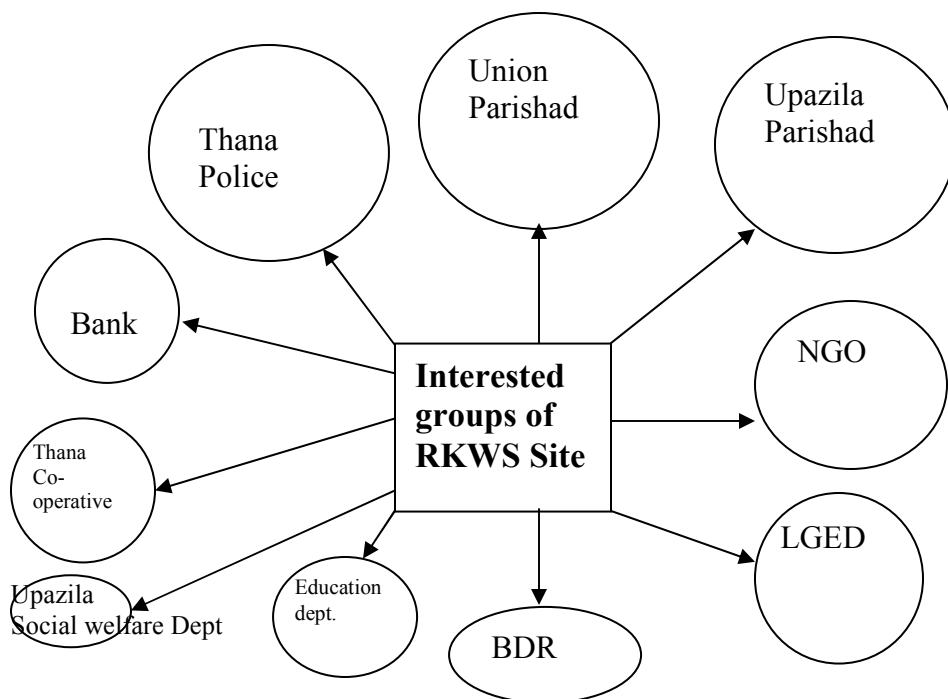 Union
Parishad
Upazila
Parishad
Thana
Police
Bank
NGO
Interested
groups of
RKWS Site
Thana
Co-
operative
LGED
Upazila
Social welfare Dept
Education
dept.
BDR